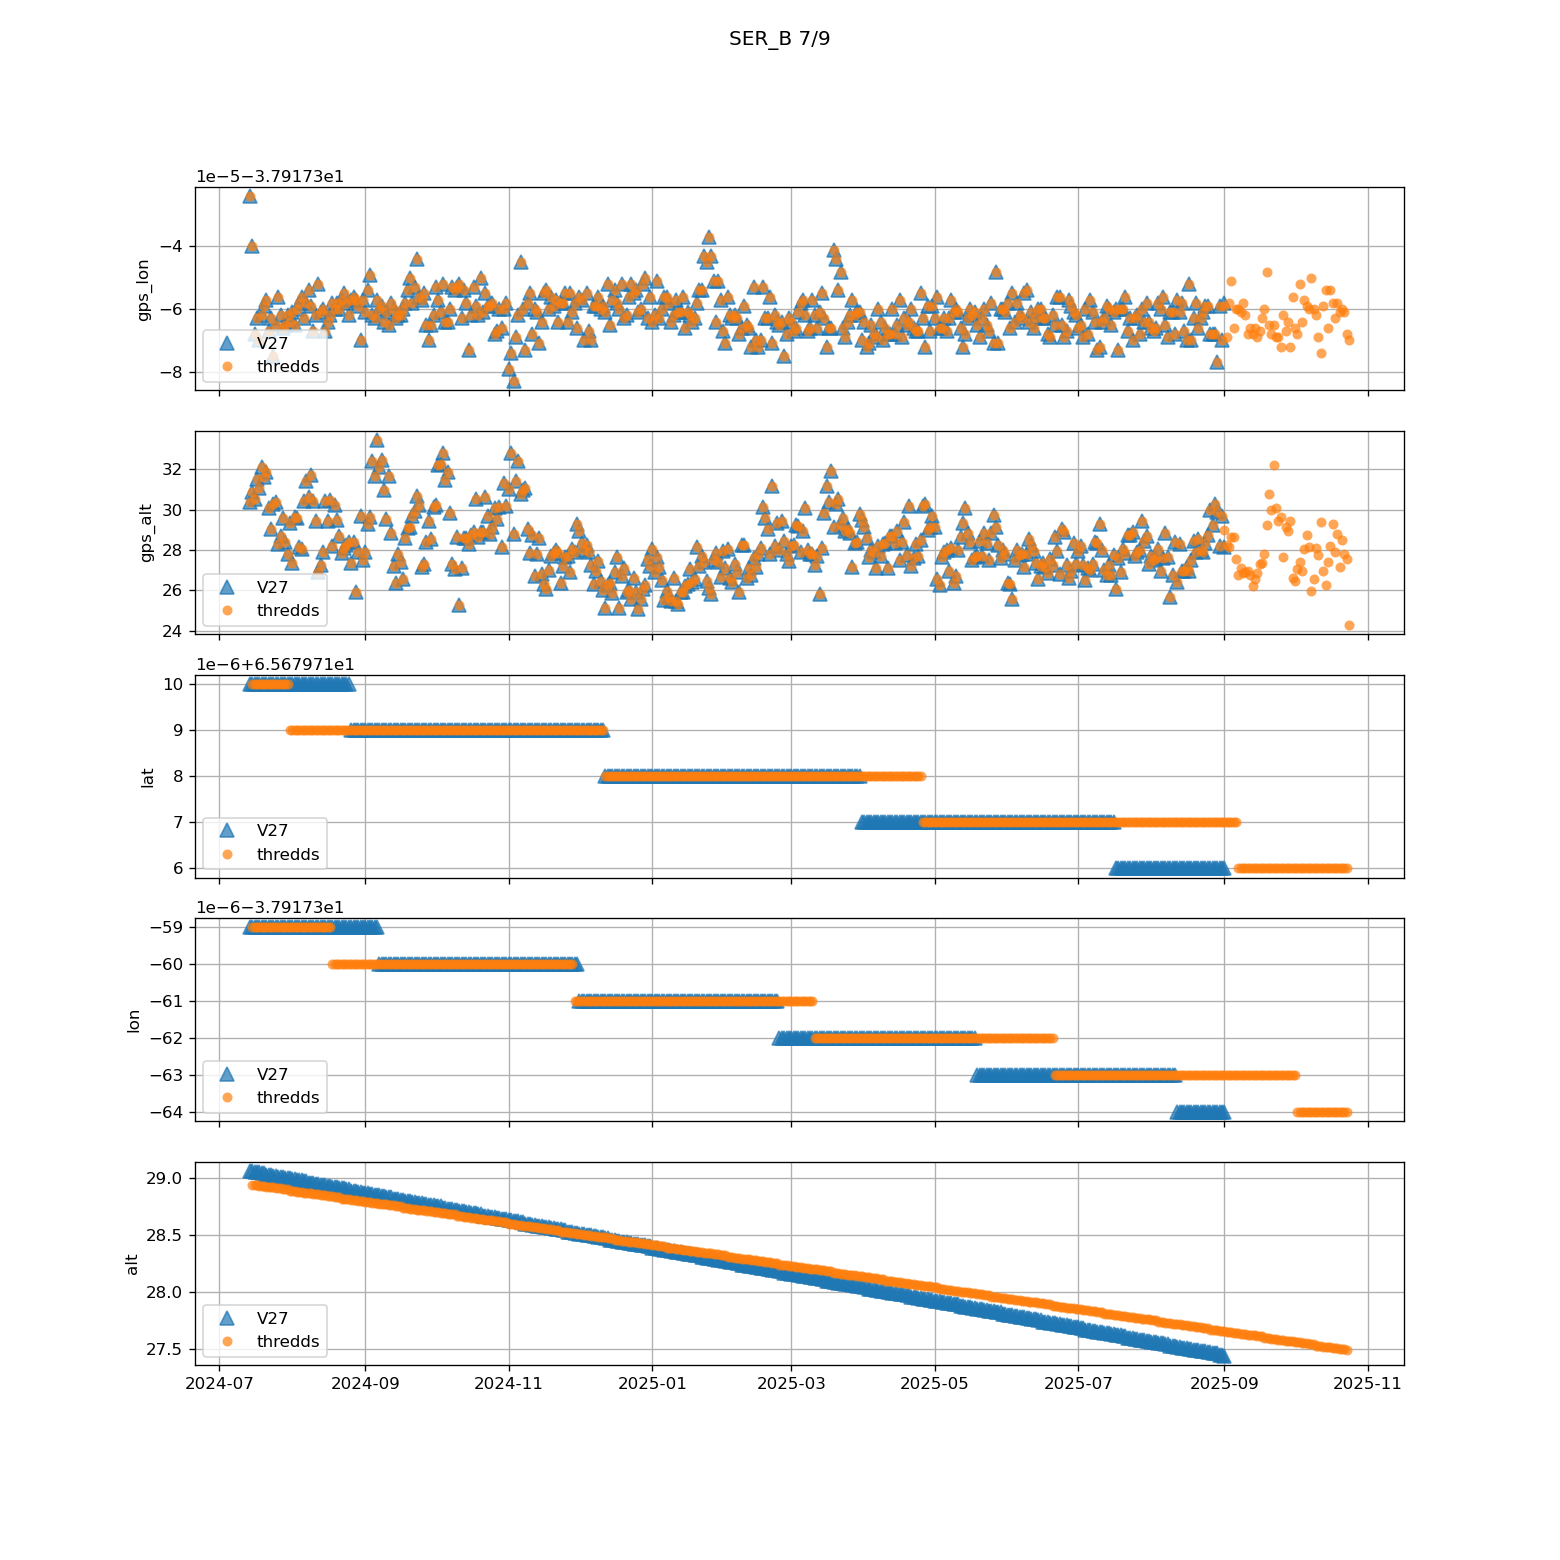 SER_B 7/9
1e−5−3.79173e1
gps_lon
−4
−6
−8
V27
thredds
gps_alt
32
30
28
26
24
V27
thredds
1e−6+6.567971e1
lat
10
9
8
7
6
V27
thredds
1e−6−3.79173e1
lon
−59
−60
−61
−62
−63
−64
V27
thredds
alt
29.0
28.5
28.0
27.5
V27
thredds
2024-07 2024-09 2024-11 2025-01 2025-03 2025-05 2025-07 2025-09 2025-11